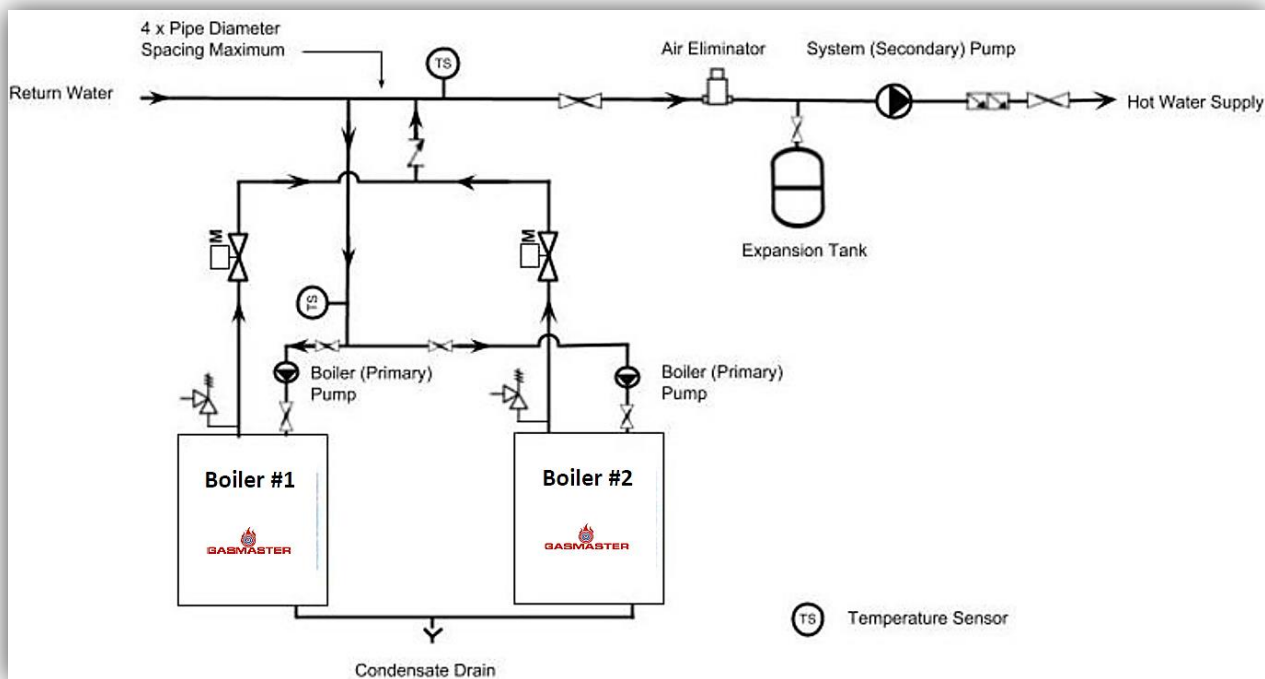 4 x Pipe Diameter
Spacing Maximum
TS
Air Eliminator
System (Secondary) Pump
Return Water
Hot Water Supply
M
M
Expansion Tank
TS
Boiler (Primary)
Pump
Boiler (Primary)
Pump
Boiler #1
Boiler #2
GASMASTER
GASMASTER
TS
Temperature Sensor
Condensate Drain